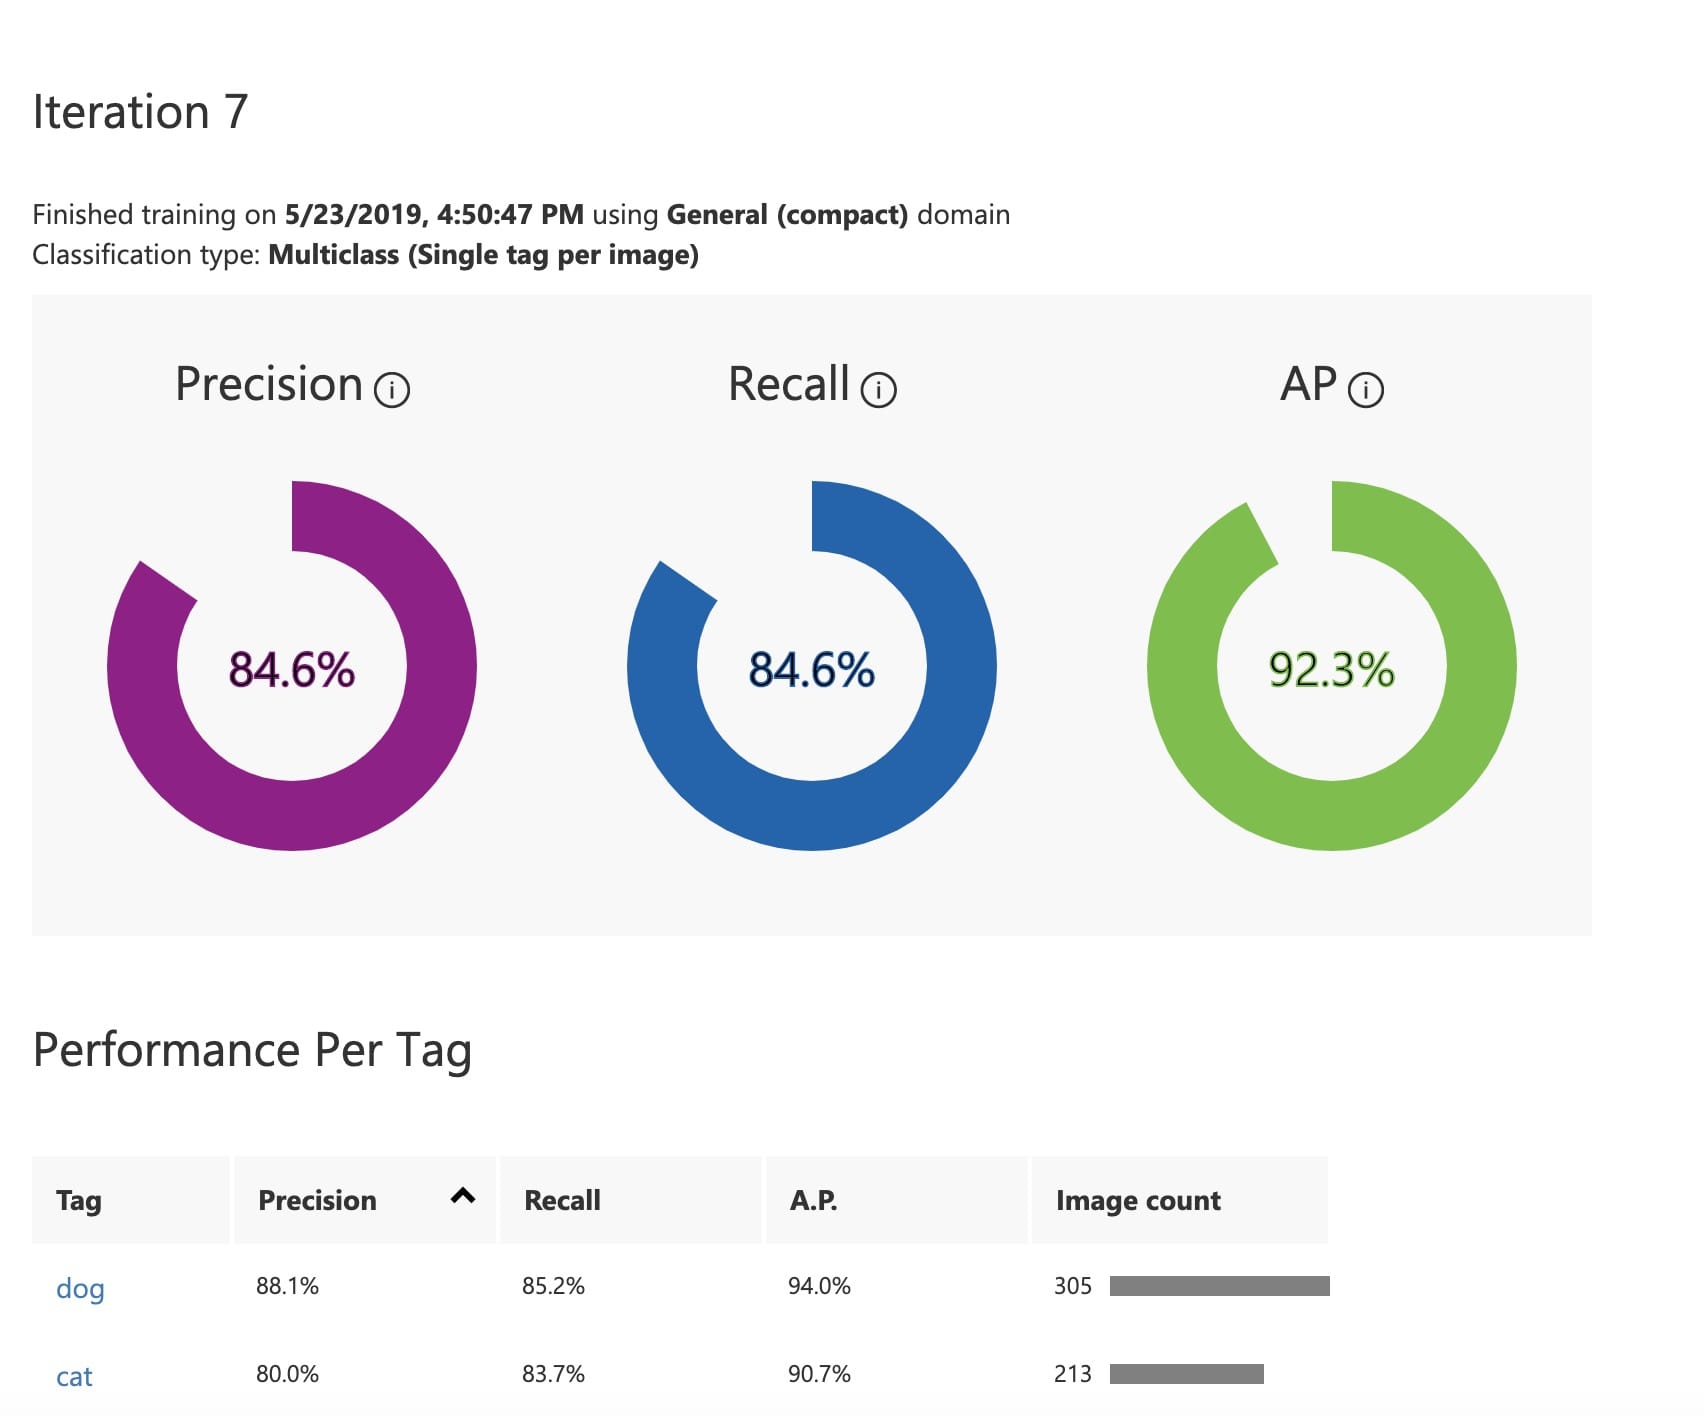 Iteration 7
Finished training on 5/23/2019, 4:50:47 PM using General (compact) domain
Classification type: Multiclass (Single tag per image)
Precision i Recall i AP i
84.6% 84.6% 92.3%
Performance Per Tag
Tag Precision Recall A.P. Image count
dog 88.1% 85.2% 94.0% 305
cat 80.0% 83.7% 90.7% 213